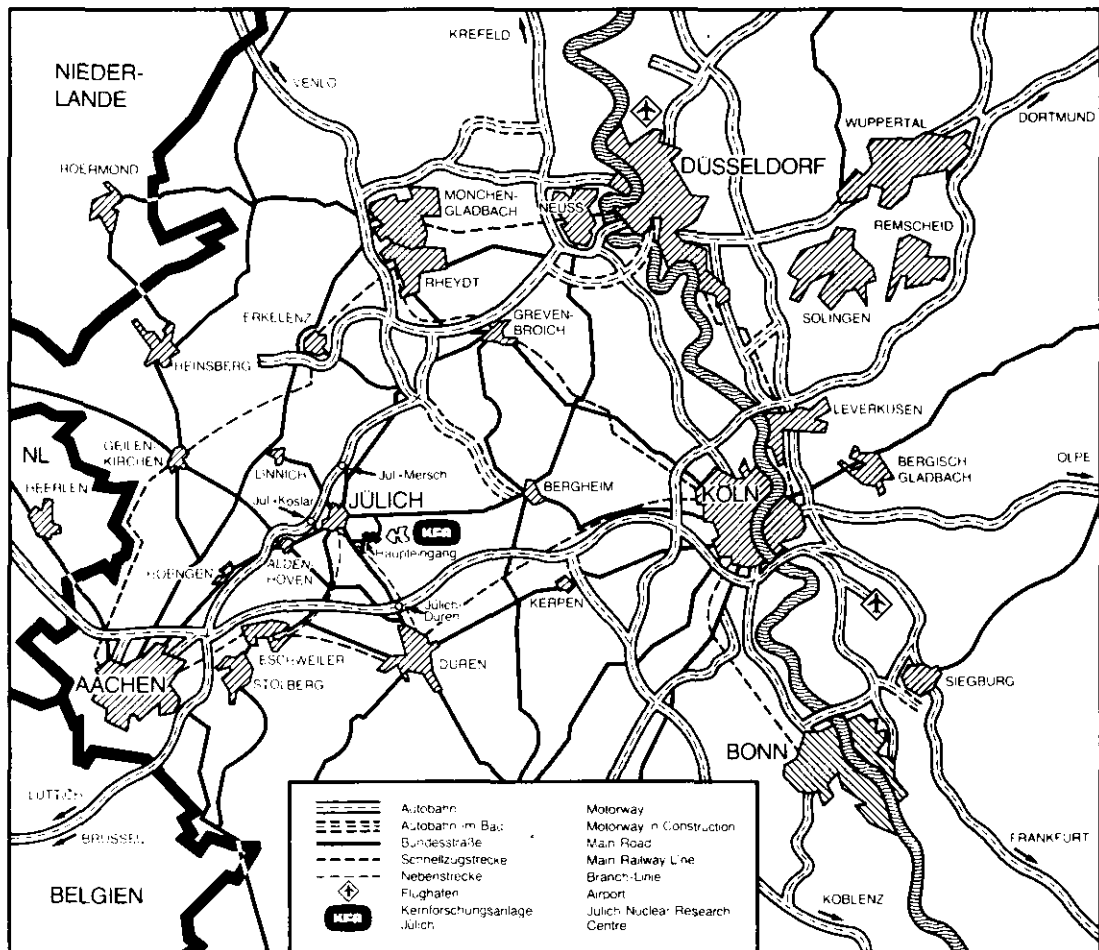 KREFELD
NIEDER-
LANDE
VENLO
DORTMUND
WUPPERTAL
DÜSSELDORF
ROERMOND
MÖNCHEN-
GLADBACH
NEUSS
REMSCHEID
RHEYDT
ERKELENZ
GREVEN-
BROICH
SOLINGEN
HEINSBERG
LEVERKUSEN
GEILEN-
KIRCHEN
NL
LINNICH
Jül-Mersch
BERGISCH
GLADBACH
OLPE
HEERLEN
BERGHEIM
KÖLN
Jül-Koslar
JÜLICH
KFA
Haupteingang
HOENGEN
ALDEN-
HOVEN
KERPEN
Jülich-
Düren
ESCHWEILER
DÜREN
AACHEN
STOLBERG
SIEGBURG
BONN
LÜTTICH
BRÜSSEL
FRANKFURT
BELGIEN
KOBLENZ
Autobahn Motorway
Autobahn im Bau Motorway in Construction
Bundesstraße Main Road
Schnellzugstrecke Main Railway Line
Nebenstrecke Branch-Linie
Flughafen Airport
KFA Kernforschungsanlage Jülich Nuclear Research
Jülich Centre